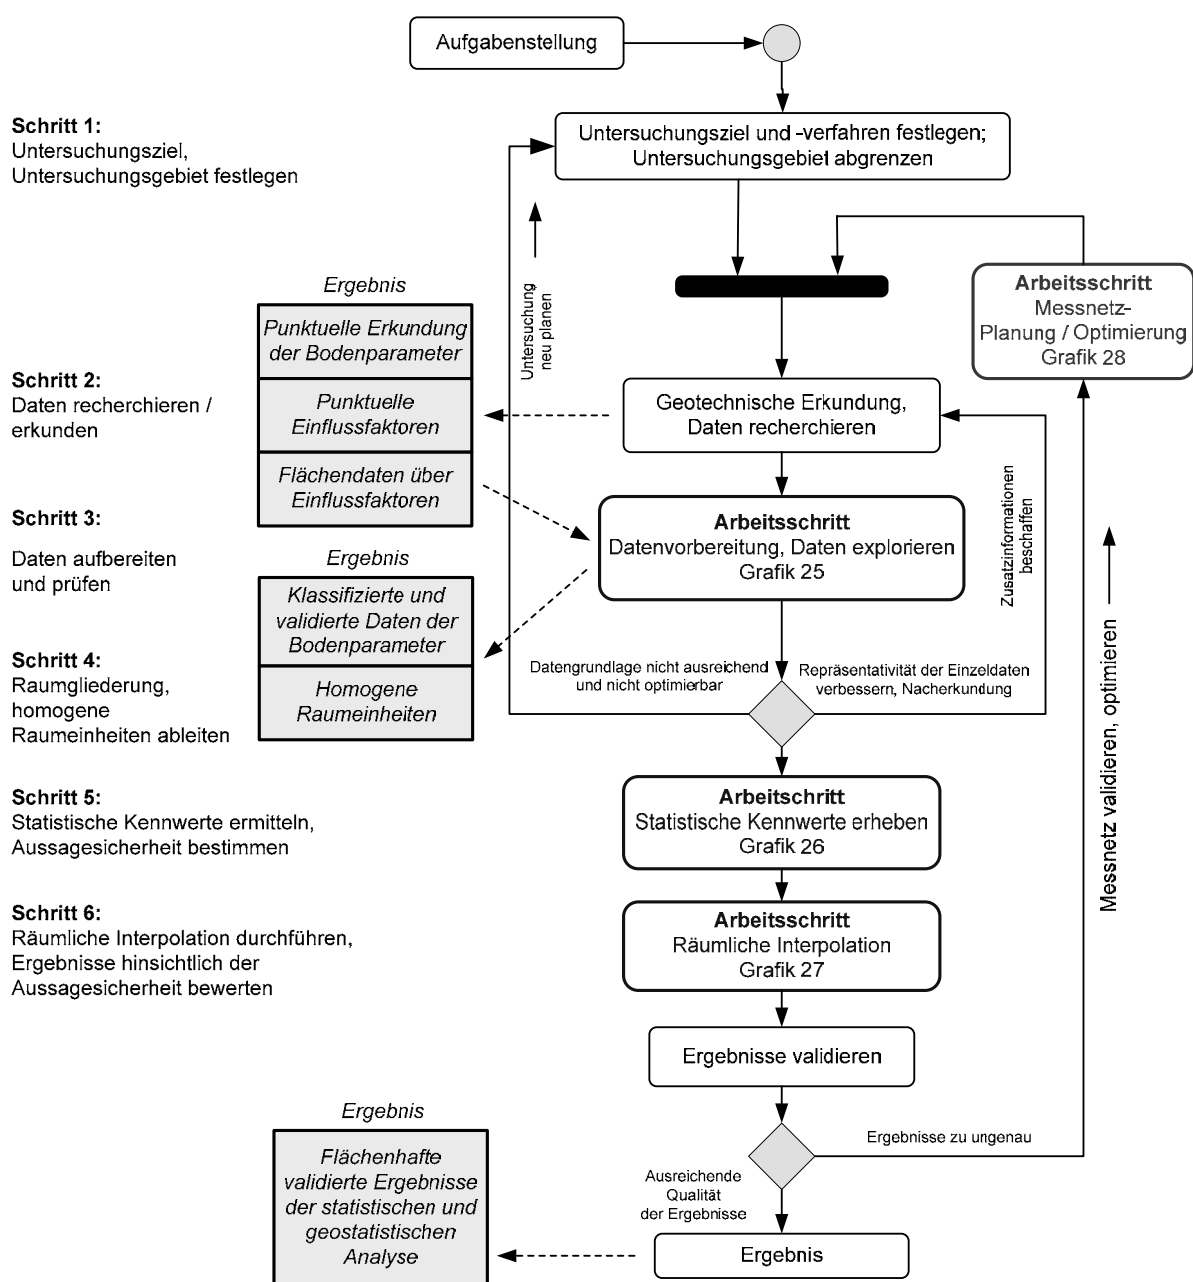 Aufgabenstellung
Schritt 1:
Untersuchungsziel,
Untersuchungsgebiet festlegen
Untersuchungsziel und -verfahren festlegen;
Untersuchungsgebiet abgrenzen
Untersuchung
neu planen
Arbeitsschritt
Messnetz-
Planung / Optimierung
Grafik 28
Ergebnis
Punktuelle Erkundung
der Bodenparameter
Punktuelle
Einflussfaktoren
Flächendaten über
Einflussfaktoren
Schritt 2:
Daten recherchieren /
erkunden
Geotechnische Erkundung,
Daten recherchieren
Zusatzinformationen
beschaffen
Schritt 3:
Daten aufbereiten
und prüfen
Arbeitsschritt
Datenvorbereitung, Daten explorieren
Grafik 25
Ergebnis
Klassifizierte und
validierte Daten der
Bodenparameter
Homogene
Raumeinheiten
Schritt 4:
Raumgliederung,
homogene
Raumeinheiten ableiten
Datengrundlage nicht ausreichend
und nicht optimierbar
Repräsentativität der Einzeldaten
verbessern, Nacherkundung
Messnetz validieren, optimieren
Schritt 5:
Statistische Kennwerte ermitteln,
Aussagesicherheit bestimmen
Arbeitschritt
Statistische Kennwerte erheben
Grafik 26
Schritt 6:
Räumliche Interpolation durchführen,
Ergebnisse hinsichtlich der
Aussagesicherheit bewerten
Arbeitsschritt
Räumliche Interpolation
Grafik 27
Ergebnisse validieren
Ergebnisse zu ungenau
Ausreichende
Qualität
der Ergebnisse
Ergebnis
Flächenhafte
validierte Ergebnisse
der statistischen und
geostatistischen
Analyse
Ergebnis